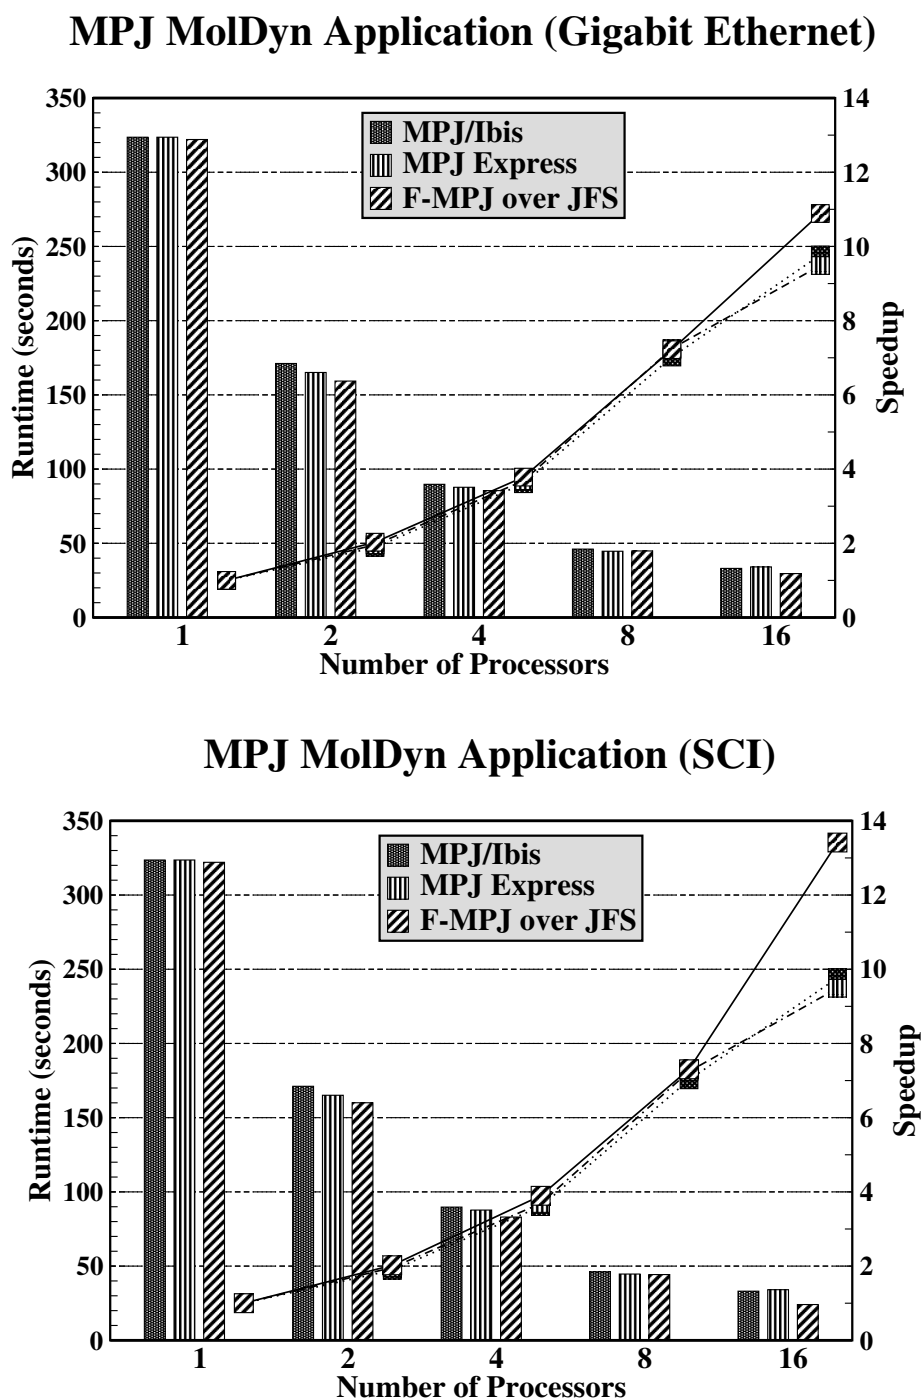 MPJ MolDyn Application (Gigabit Ethernet)
350
300
250
200
150
100
50
0
Runtime (seconds)
MPJ/Ibis
MPJ Express
F-MPJ over JFS
14
12
10
8
6
4
2
0
Speedup
1 2 4 8 16
Number of Processors
MPJ MolDyn Application (SCI)
350
300
250
200
150
100
50
0
Runtime (seconds)
MPJ/Ibis
MPJ Express
F-MPJ over JFS
14
12
10
8
6
4
2
0
Speedup
1 2 4 8 16
Number of Processors